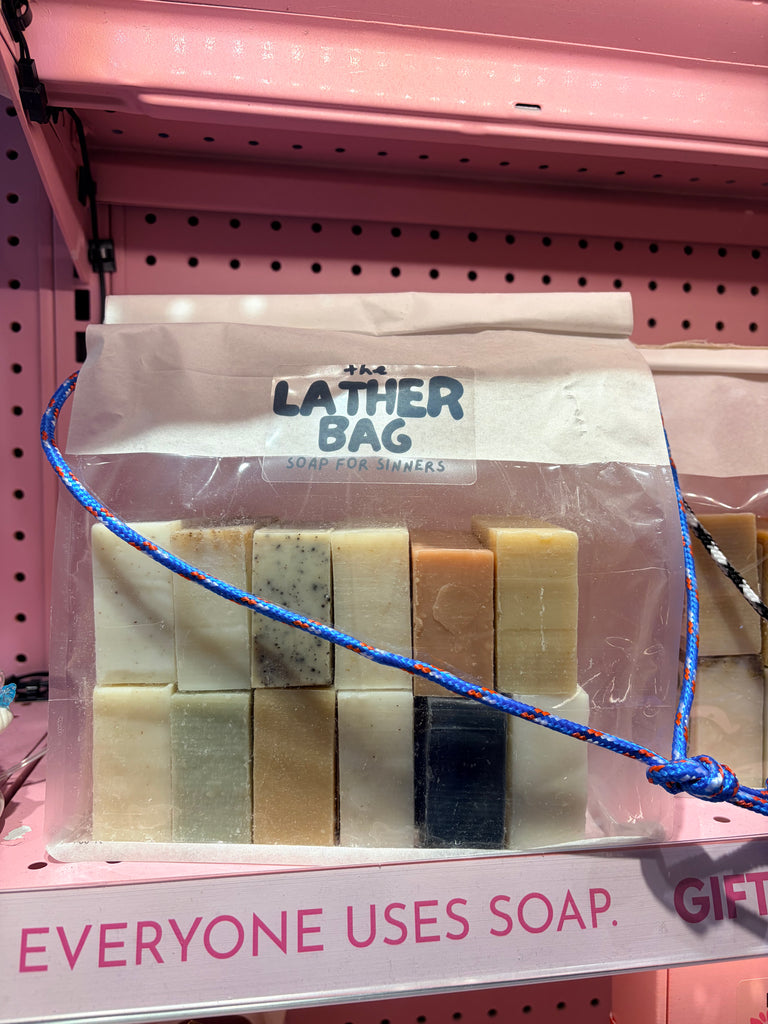 the
LATHER
BAG
SOAP FOR SINNERS
EVERYONE USES SOAP.
GIFT